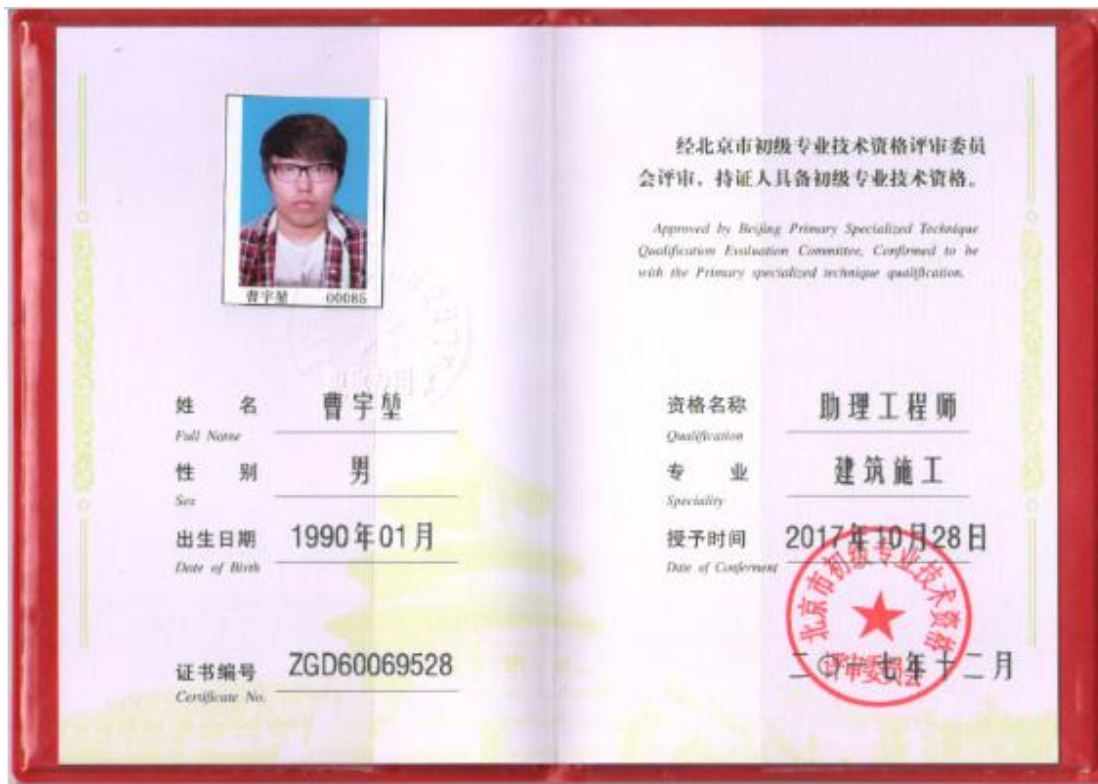 曹宇堃 00085
姓 名 曹宇堃
Full Name
性 别 男
Sex
出生日期 1990年01月
Date of Birth
证书编号 ZGD60069528
Certificate No.
经北京市初级专业技术资格评审委员
会评审、持证人具备初级专业技术资格。
Approved by Beijing Primary Specialized Technique
Qualification Evaluation Committee, Confirmed to be
with the Primary specialized technique qualification.
资格名称 助理工程师
Qualification
专 业 建筑施工
Speciality
授予时间 2017年10月28日
Date of Conferment
北京市初级专业技术资格
评审委员会
二〇一七年十二月